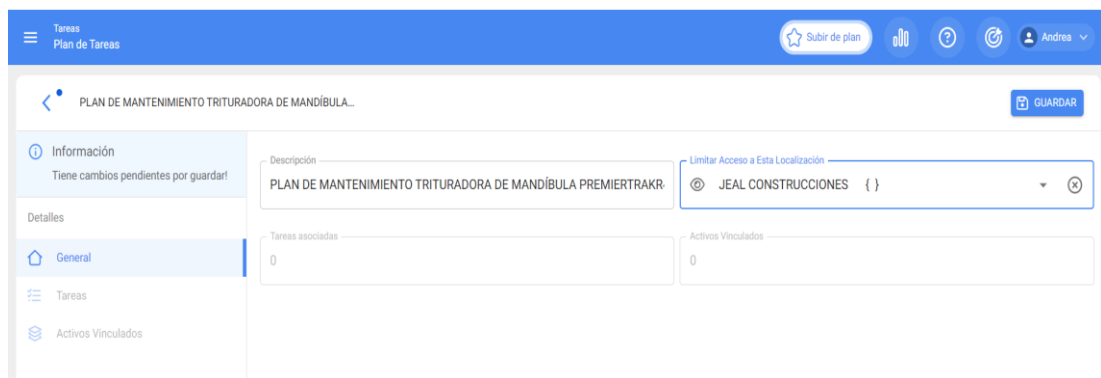 Tareas
Plan de Tareas
Subir de plan
Andrea
PLAN DE MANTENIMIENTO TRITURADORA DE MANDÍBULA...
GUARDAR
Información
Tiene cambios pendientes por guardar!
Descripción
PLAN DE MANTENIMIENTO TRITURADORA DE MANDÍBULA PREMIERTRAKR
Limitar Acceso a Esta Localización
JEAL CONSTRUCCIONES { }
Detalles
Tareas asociadas
0
Activos Vinculados
0
General
Tareas
Activos Vinculados